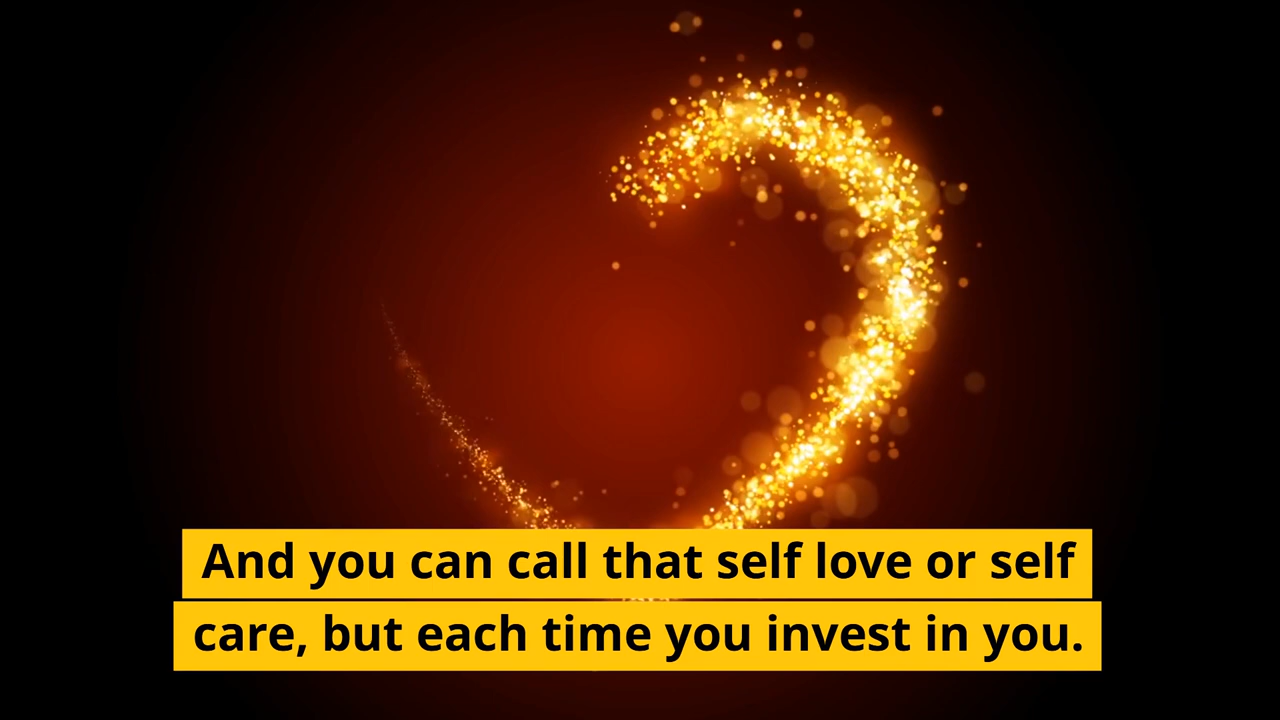 And you can call that self love or self
care, but each time you invest in you.